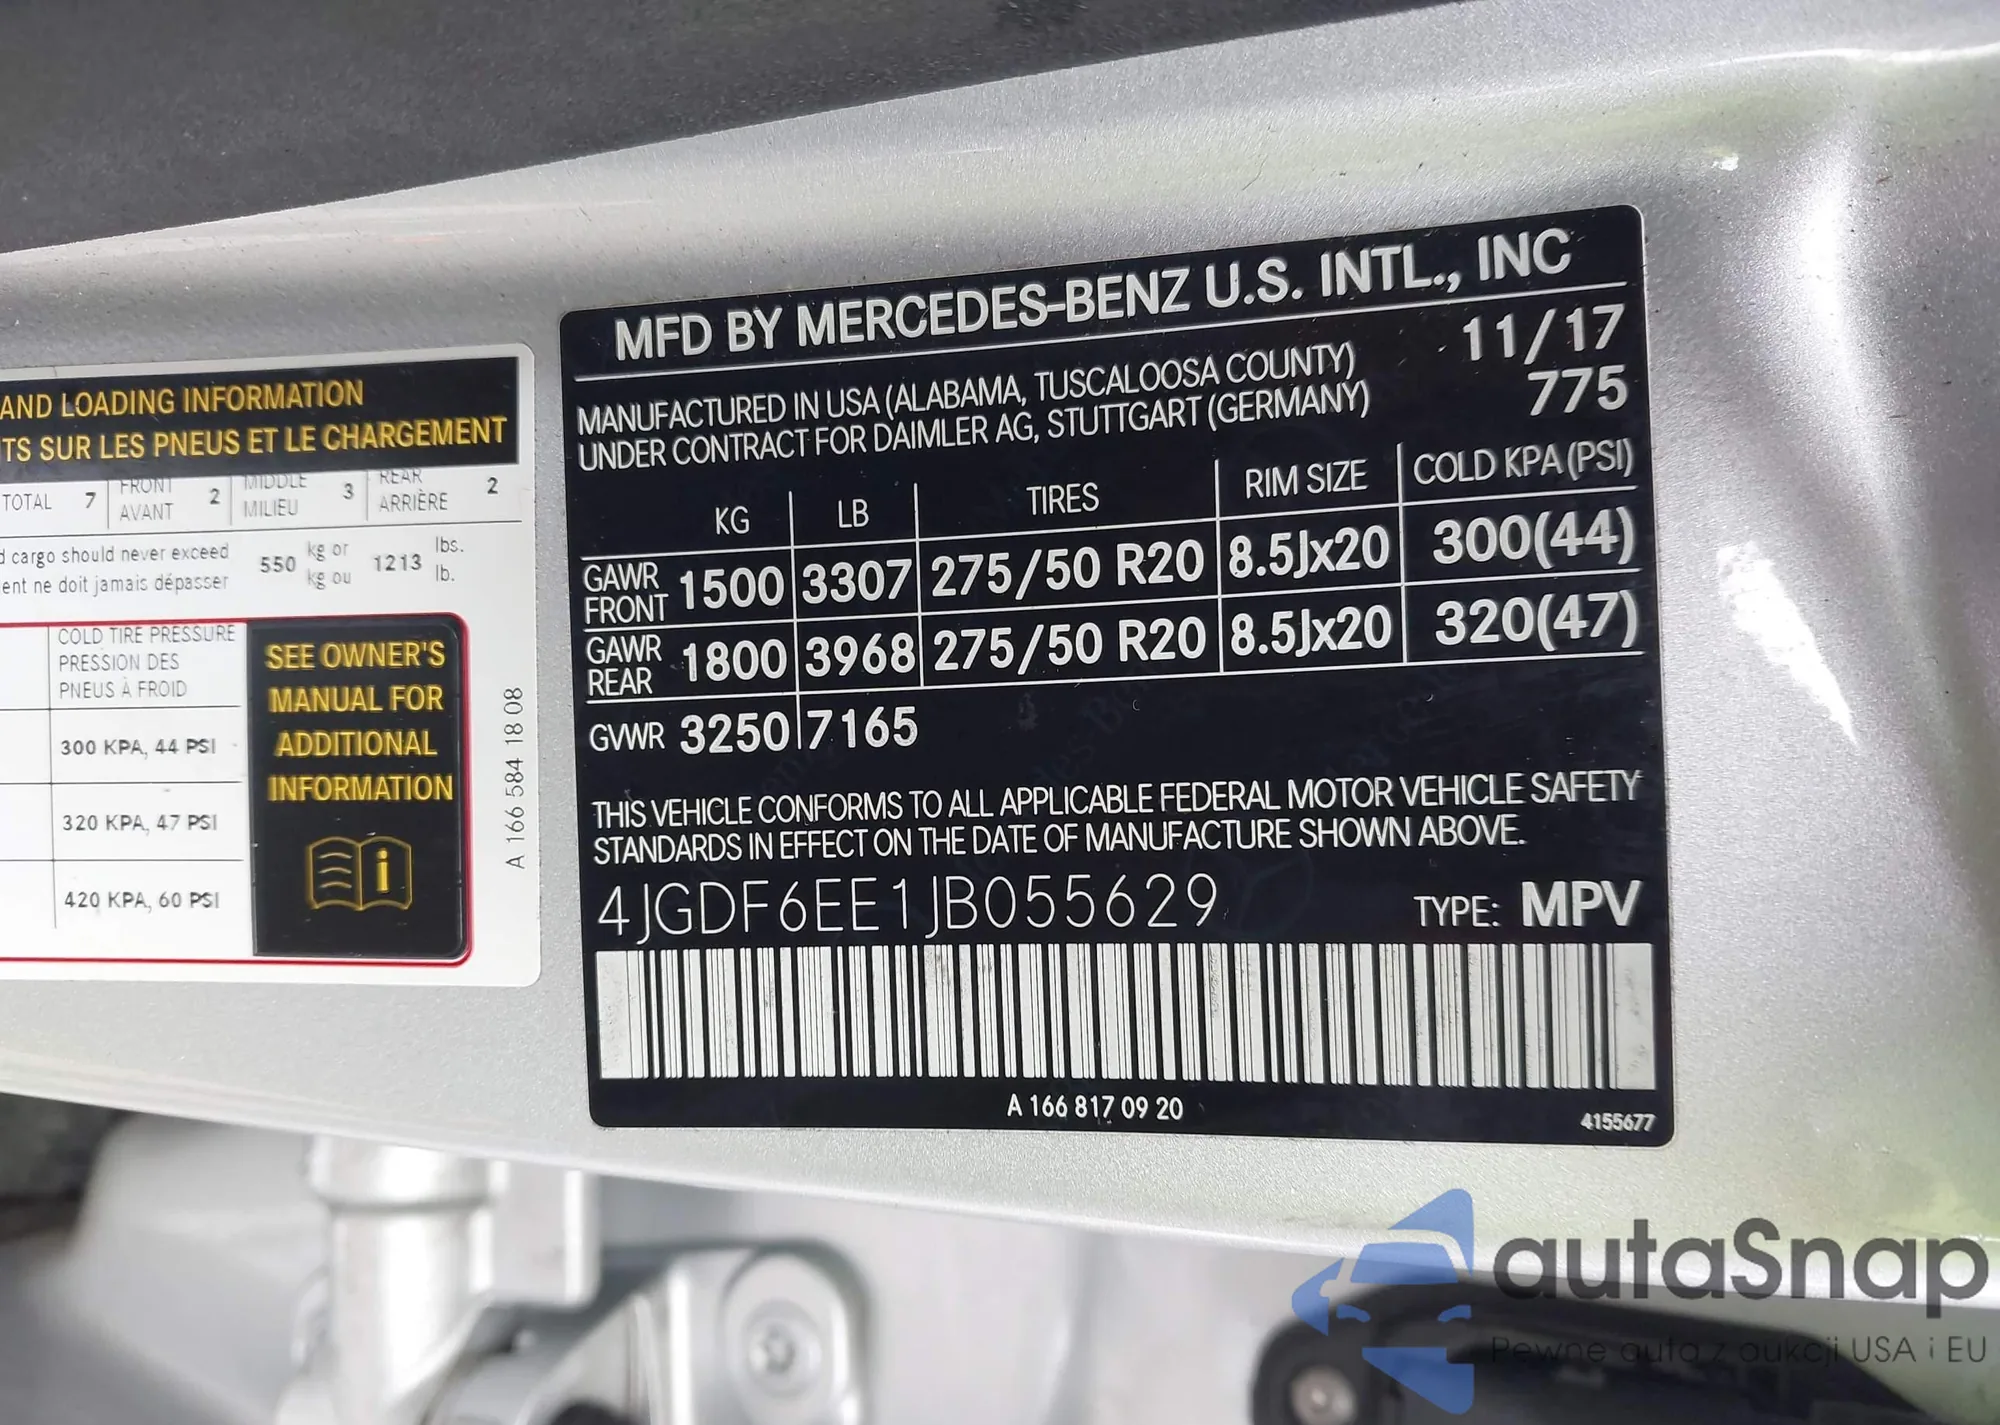 AND LOADING INFORMATION
TS SUR LES PNEUS ET LE CHARGEMENT
TOTAL 7 FRONT AVANT 2 MIDDLE MILIEU 3 REAR ARRIÈRE 2
cargo should never exceed
ent ne doit jamais dépasser
550 kg or kg ou 1213 lbs. lb.
COLD TIRE PRESSURE
PRESSION DES
PNEUS À FROID
300 KPA, 44 PSI
320 KPA, 47 PSI
420 KPA, 60 PSI
SEE OWNER'S
MANUAL FOR
ADDITIONAL
INFORMATION
A 166 584 18 08
MFD BY MERCEDES-BENZ U.S. INTL., INC
11/17
MANUFACTURED IN USA (ALABAMA, TUSCALOOSA COUNTY)
UNDER CONTRACT FOR DAIMLER AG, STUTTGART (GERMANY)
775
KG LB TIRES RIM SIZE COLD KPA (PSI)
GAWR FRONT 1500 3307 275/50 R20 8.5Jx20 300(44)
GAWR REAR 1800 3968 275/50 R20 8.5Jx20 320(47)
GVWR 3250 7165
THIS VEHICLE CONFORMS TO ALL APPLICABLE FEDERAL MOTOR VEHICLE SAFETY
STANDARDS IN EFFECT ON THE DATE OF MANUFACTURE SHOWN ABOVE.
4JGDF6EE1JB055629 TYPE: MPV
A 166 817 09 20
4155677
autaSnap
Pewne auta z aukcji USA i EU